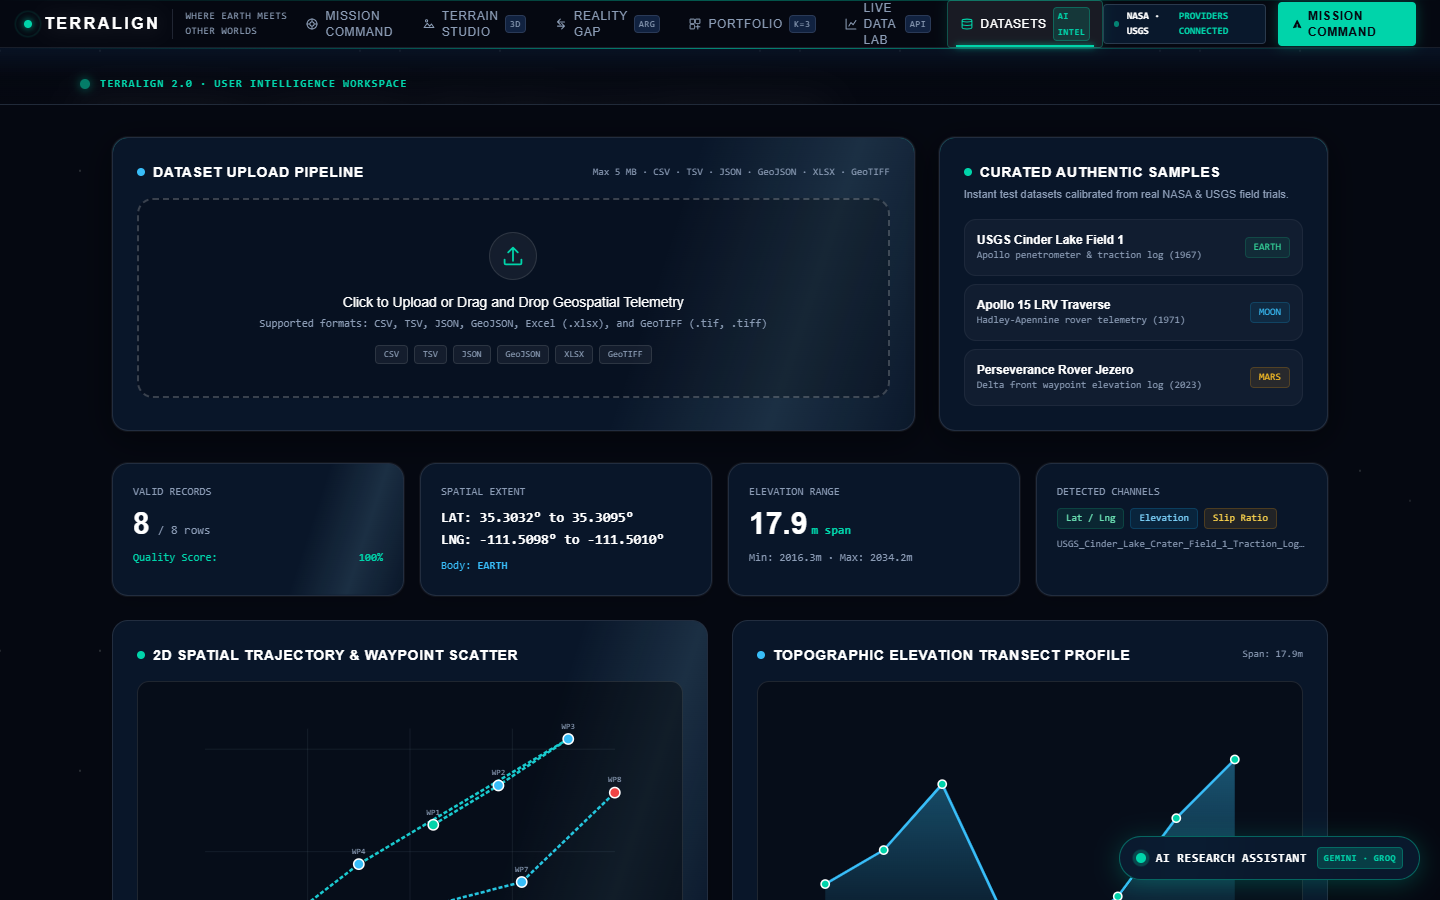 TERRALIGN
WHERE EARTH MEETS
OTHER WORLDS
MISSION
COMMAND
TERRAIN
STUDIO
3D
REALITY
GAP
ARG
PORTFOLIO
K=3
LIVE
DATA
LAB
API
DATASETS
AI
INTEL
NASA ·
USGS
PROVIDERS
CONNECTED
MISSION
COMMAND
TERRALIGN 2.0 · USER INTELLIGENCE WORKSPACE
DATASET UPLOAD PIPELINE
Max 5 MB · CSV · TSV · JSON · GeoJSON · XLSX · GeoTIFF
Click to Upload or Drag and Drop Geospatial Telemetry
Supported formats: CSV, TSV, JSON, GeoJSON, Excel (.xlsx), and GeoTIFF (.tif, .tiff)
CSV
TSV
JSON
GeoJSON
XLSX
GeoTIFF
CURATED AUTHENTIC SAMPLES
Instant test datasets calibrated from real NASA & USGS field trials.
USGS Cinder Lake Field 1
Apollo penetrometer & traction log (1967)
EARTH
Apollo 15 LRV Traverse
Hadley-Apennine rover telemetry (1971)
MOON
Perseverance Rover Jezero
Delta front waypoint elevation log (2023)
MARS
VALID RECORDS
8 / 8 rows
Quality Score: 100%
SPATIAL EXTENT
LAT: 35.3032° to 35.3095°
LNG: -111.5098° to -111.5010°
Body: EARTH
ELEVATION RANGE
17.9 m span
Min: 2016.3m · Max: 2034.2m
DETECTED CHANNELS
Lat / Lng
Elevation
Slip Ratio
USGS_Cinder_Lake_Crater_Field_1_Traction_Log…
2D SPATIAL TRAJECTORY & WAYPOINT SCATTER
WP3
WP2
WP8
WP1
WP4
WP7
TOPOGRAPHIC ELEVATION TRANSECT PROFILE
Span: 17.9m
AI RESEARCH ASSISTANT
GEMINI · GROQ